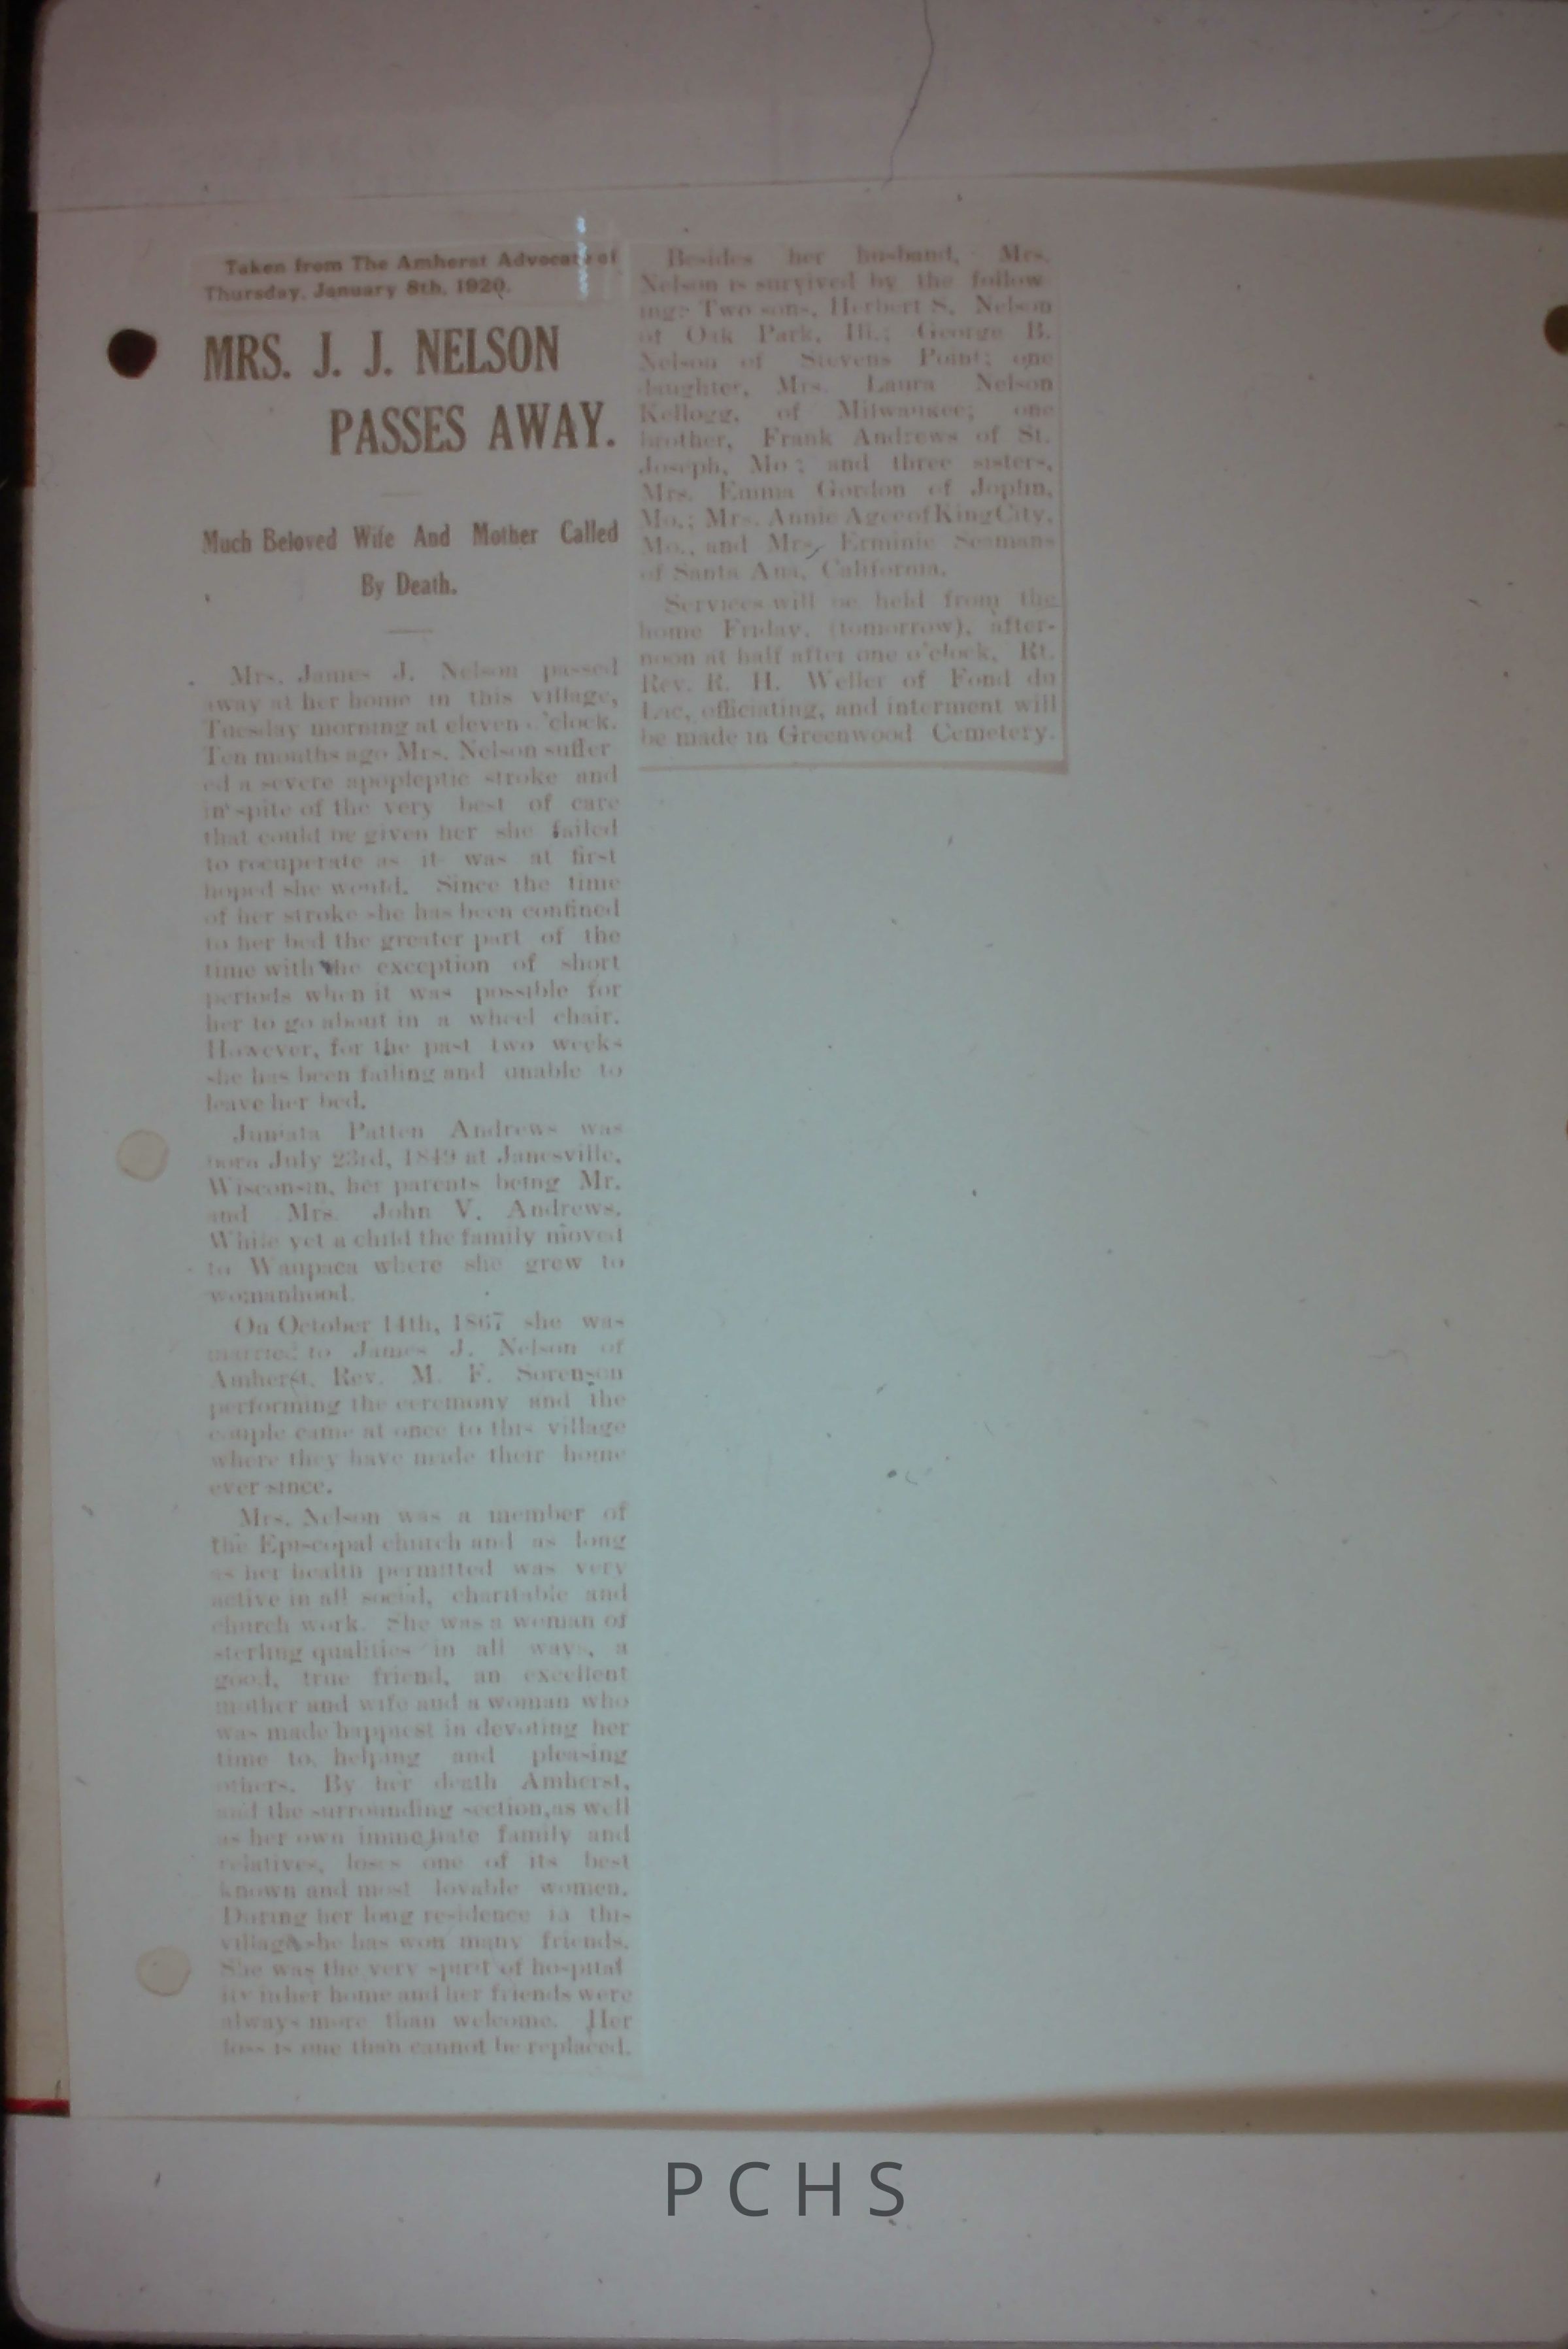 Taken from The Amherst Advocate of
Thursday, January 8th, 1920.
MRS. J. J. NELSON
PASSES AWAY.
Much Beloved Wife And Mother Called
By Death.
Mrs. James J. Nelson passed
away at her home in this village,
Tuesday morning at eleven o'clock.
Ten months ago Mrs. Nelson suffer
ed a severe apopleptic stroke and
in spite of the very best of care
that could be given her she failed
to recuperate as it was at first
hoped she would. Since the time
of her stroke she has been confined
to her bed the greater part of the
time with the exception of short
periods when it was possible for
her to go about in a wheel chair.
However, for the past two weeks
she has been failing and unable to
leave her bed.
Juniata Patten Andrews was
born July 23rd, 1849 at Janesville,
Wisconsin, her parents being Mr.
and Mrs. John V. Andrews.
While yet a child the family moved
to Waupaca where she grew to
womanhood.
On October 14th, 1867 she was
married to James J. Nelson of
Amherst, Rev. M. F. Sorenson
performing the ceremony and the
couple came at once to this village
where they have made their home
ever since.
Mrs. Nelson was a member of
the Episcopal church and as long
as her health permitted was very
active in all social, charitable and
church work. She was a woman of
sterling qualities in all ways, a
good, true friend, an excellent
mother and wife and a woman who
was made happiest in devoting her
time to helping and pleasing
others. By her death Amherst,
and the surrounding section, as well
as her own immediate family and
relatives, loses one of its best
known and most lovable women.
During her long residence in this
village she has won many friends.
She was the very spirit of hospital
ity in her home and her friends were
always more than welcome. Her
loss is one than cannot be replaced.
Besides her husband, Mrs.
Nelson is survived by the follow
ing: Two sons, Herbert S. Nelson
of Oak Park, Ill.; George B.
Nelson of Stevens Point; one
daughter, Mrs. Laura Nelson
Kellogg, of Milwaukee; one
brother, Frank Andrews of St.
Joseph, Mo.; and three sisters,
Mrs. Emma Gordon of Joplin,
Mo.; Mrs. Annie Agee of King City,
Mo., and Mrs. Erminie Sesmans
of Santa Ana, California.
Services will be held from the
home Friday, (tomorrow), after-
noon at half after one o'clock, Rt.
Rev. R. H. Weller of Fond du
Lac, officiating, and interment will
be made in Greenwood Cemetery.
PCHS